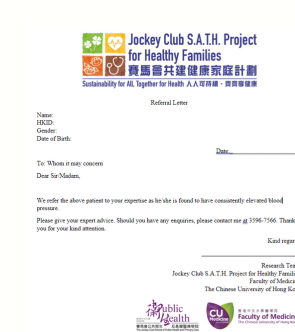 Jockey Club S.A.T.H. Project
for Healthy Families
賽馬會共建健康家庭計劃
Sustainability for All, Together for Health 人人可持續・齊齊享健康
Referral Letter
Name:
HKID:
Gender:
Date of Birth:
Date:
To: Whom it may concern
Dear Sir/Madam,
We refer the above patient to your expertise as he/she is found to have consistently elevated blood
pressure.
Please give your expert advice. Should you have any enquiries, please contact me at 3596-7566. Thank
you for your kind attention.
Kind regar
Research Tea
Jockey Club S.A.T.H. Project for Healthy Famili
Faculty of Medici
The Chinese University of Hong Ko
Public
Health
CU
Medicine
Faculty of Medicin